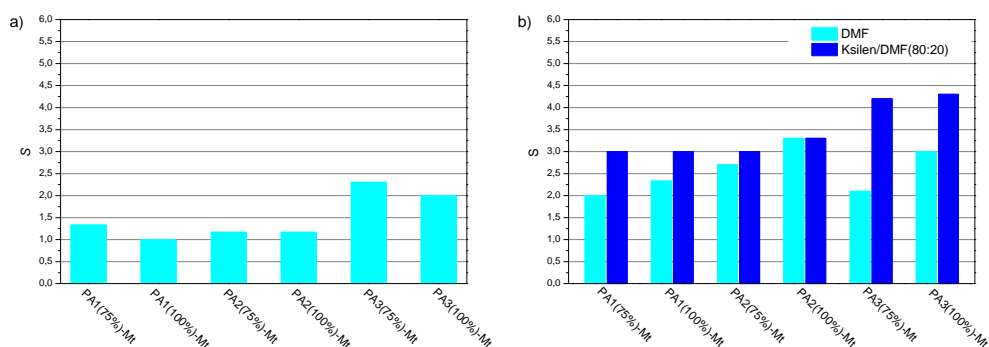 a)
6,0
5,5
5,0
4,5
4,0
3,5
3,0
2,5
2,0
1,5
1,0
0,5
0,0
S
PA1(75%)-Mt
PA1(100%)-Mt
PA2(75%)-Mt
PA2(100%)-Mt
PA3(75%)-Mt
PA3(100%)-Mt
b)
6,0
5,5
5,0
4,5
4,0
3,5
3,0
2,5
2,0
1,5
1,0
0,5
0,0
S
DMF
Ksilen/DMF(80:20)
PA1(75%)-Mt
PA1(100%)-Mt
PA2(75%)-Mt
PA2(100%)-Mt
PA3(75%)-Mt
PA3(100%)-Mt